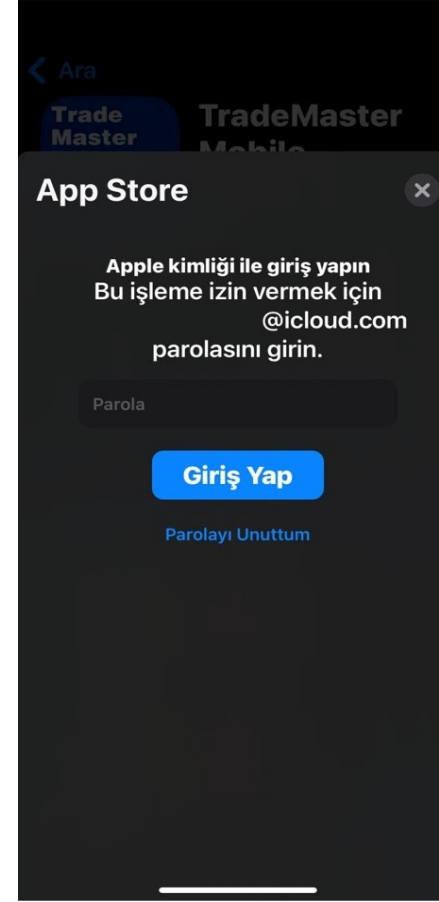 Ara
Trade
Master
TradeMaster
Mobile
App Store
Apple kimliği ile giriş yapın
Bu işleme izin vermek için
@icloud.com
parolasını girin.
Parola
Giriş Yap
Parolayı Unuttum